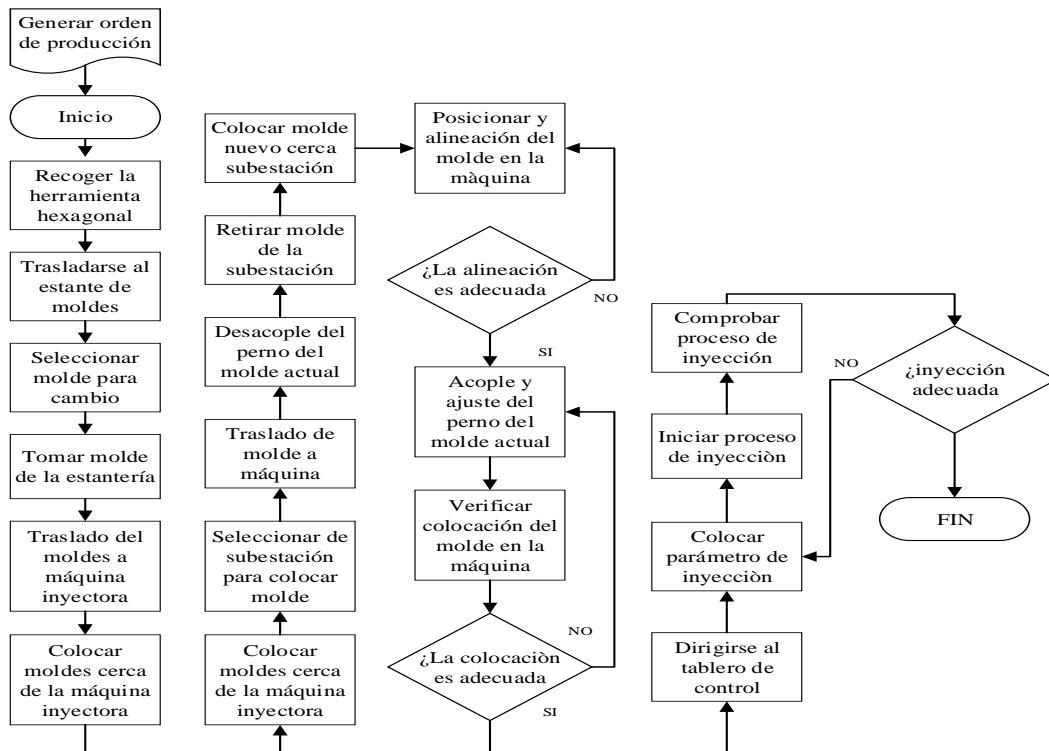 Generar orden
de producción
Inicio
Recoger la
herramienta
hexagonal
Trasladarse al
estante de
moldes
Seleccionar
molde para
cambio
Tomar molde
de la estantería
Traslado del
moldes a
máquina
inyectora
Colocar
moldes cerca
de la máquina
inyectora
Colocar molde
nuevo cerca
subestación
Retirar molde
de la
subestación
Desacople del
perno del
molde actual
Traslado de
molde a
máquina
Seleccionar de
subestación
para colocar
molde
Colocar
moldes cerca
de la máquina
inyectora
Posicionar y
alineación del
molde en la
màquina
¿La alineación
es adecuada
NO
SI
Acople y
ajuste del
perno del
molde actual
Verificar
colocación del
molde en la
máquina
NO
¿La colocaciòn
es adecuada
SI
Comprobar
proceso de
inyección
Iniciar proceso
de inyecciòn
Colocar
parámetro de
inyecciòn
Dirigirse al
tablero de
control
NO
¿inyección
adecuada
FIN